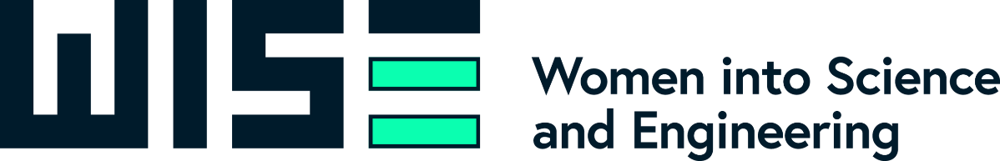 WISE
Women into Science
and Engineering